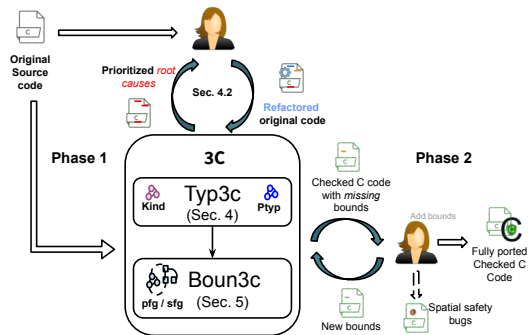 Original
Source
code
Prioritized root
causes
Sec. 4.2
Refactored
original code
Phase 1
3C
Typ3c
(Sec. 4)
Kind
Ptyp
Boun3c
(Sec. 5)
pfg / sfg
Phase 2
Checked C code
with missing
bounds
Add bounds
New bounds
Fully ported
Checked C
Code
Spatial safety
bugs